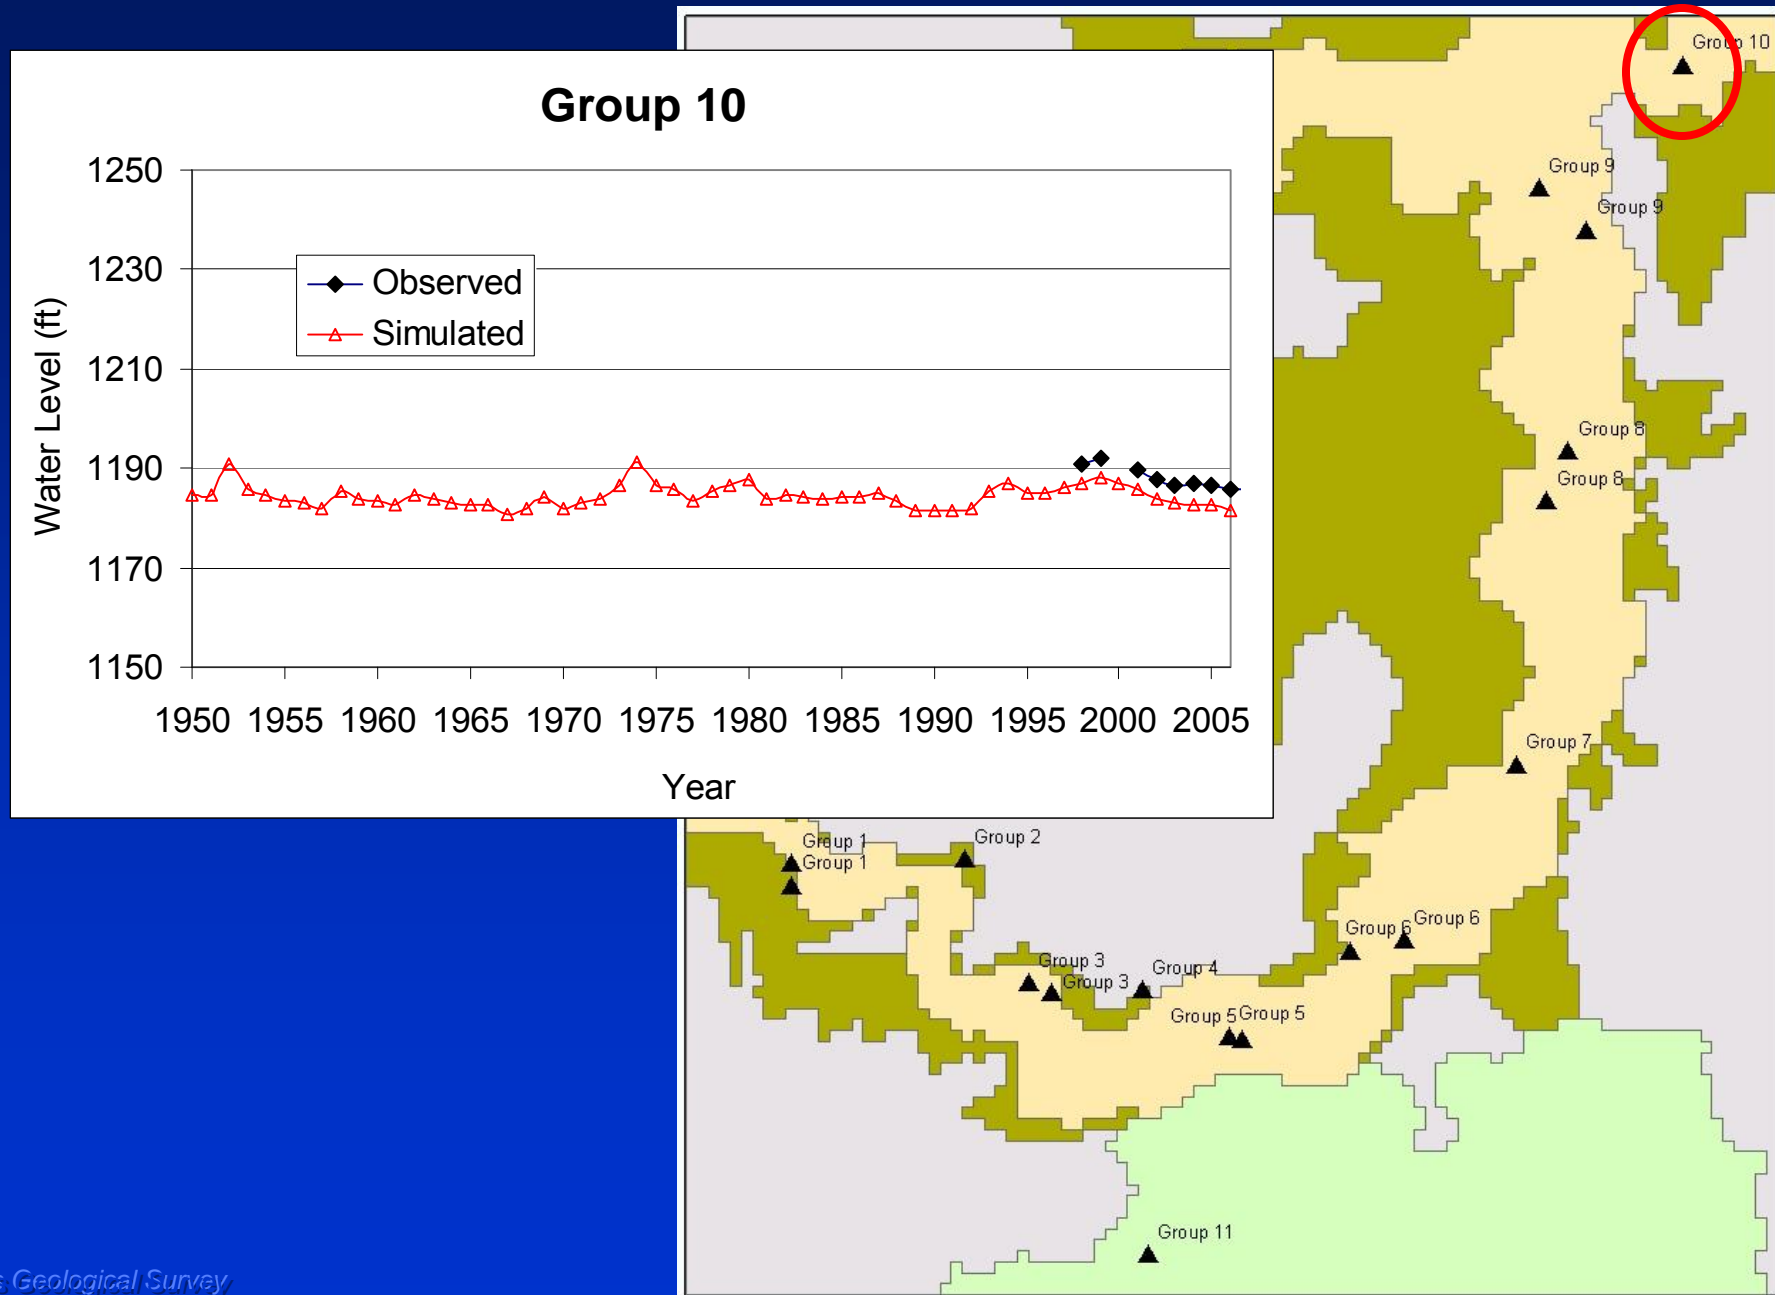 Group 10
1250
1230
1210
1190
1170
1150
Water Level (ft)
Observed
Simulated
1950 1955 1960 1965 1970 1975 1980 1985 1990 1995 2000 2005
Year
Group 10
Group 9
Group 9
Group 8
Group 8
Group 7
Group 1
Group 1
Group 2
Group 6
Group 6
Group 3
Group 3
Group 4
Group 5
Group 5
Group 11
Geological Survey